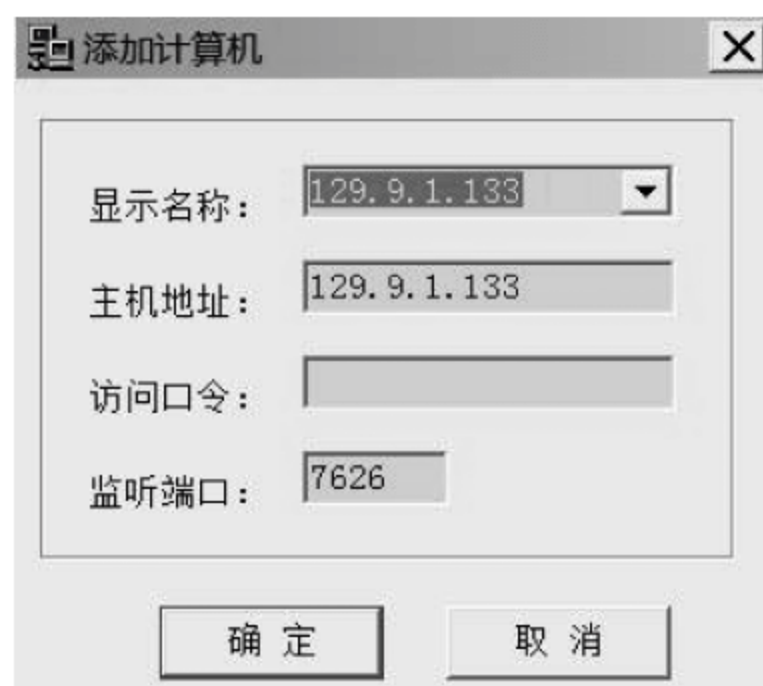 添加计算机
显示名称： 129.9.1.133
主机地址： 129.9.1.133
访问口令：
监听端口： 7626
确 定 取 消